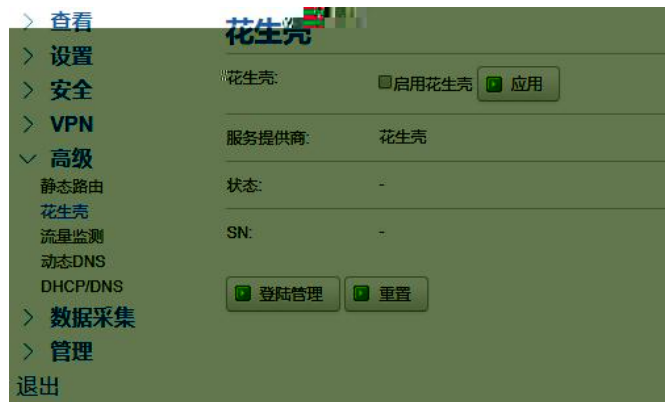 查看
设置
安全
VPN
高级
静态路由
花生壳
流量监测
动态DNS
DHCP/DNS
数据采集
管理
退出
花生壳
花生壳: 启用花生壳 应用
服务提供商: 花生壳
状态: -
SN: -
登陆管理 重置